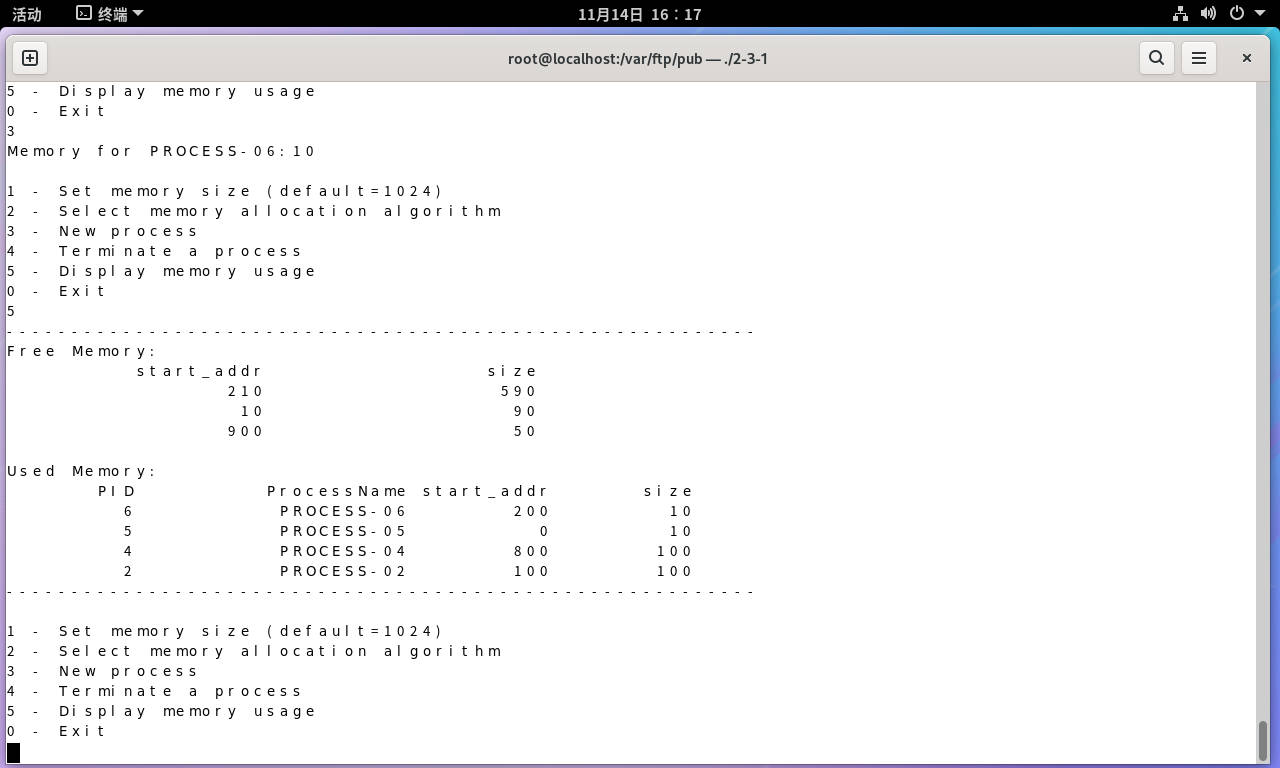 活动 终端 11月14日 16：17
root@localhost:/var/ftp/pub — ./2-3-1
5 - Display memory usage
0 - Exit
3
Memory for PROCESS-06:10
1 - Set memory size (default=1024)
2 - Select memory allocation algorithm
3 - New process
4 - Terminate a process
5 - Display memory usage
0 - Exit
5
----------------------------------------------------------
Free Memory:
start_addr size
210 590
10 90
900 50
Used Memory:
PID ProcessName start_addr size
6 PROCESS-06 200 10
5 PROCESS-05 0 10
4 PROCESS-04 800 100
2 PROCESS-02 100 100
----------------------------------------------------------
1 - Set memory size (default=1024)
2 - Select memory allocation algorithm
3 - New process
4 - Terminate a process
5 - Display memory usage
0 - Exit